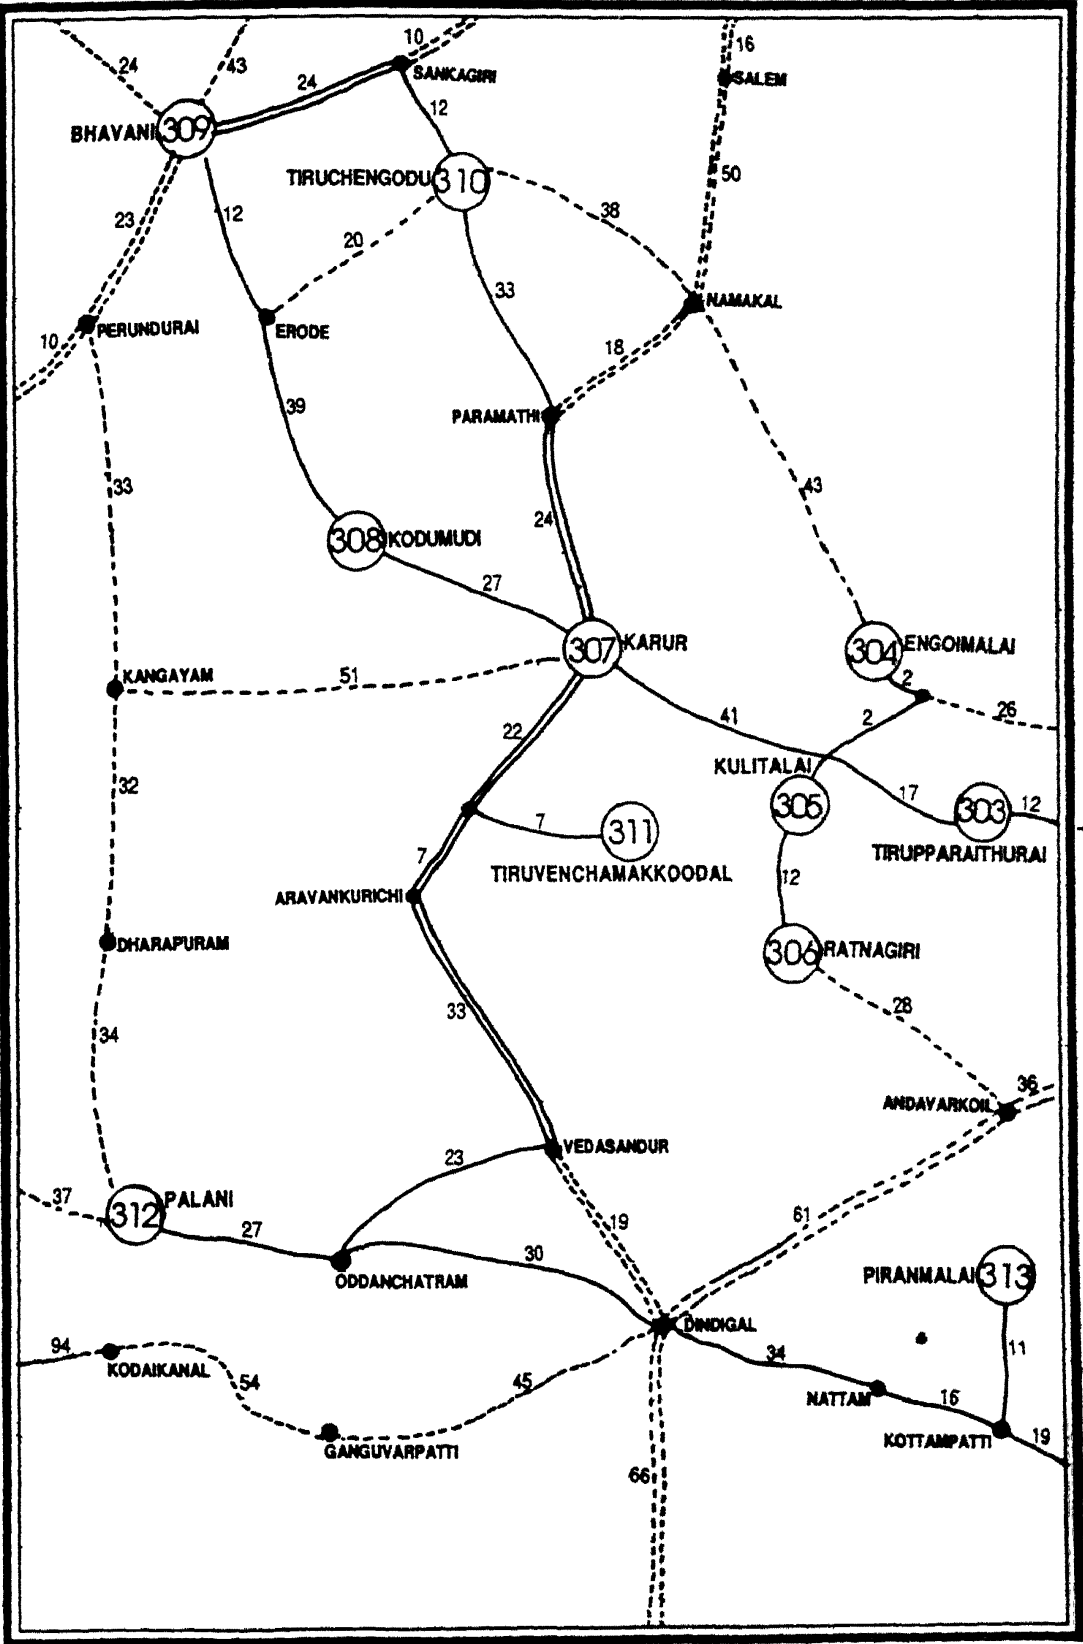 10
16
24
43
24
SANKAGIRI
SALEM
12
BHAVANI 309
TIRUCHENGODU 310
50
23
12
38
20
33
NAMAKAL
PERUNDURAI
ERODE
10
18
39
PARAMATHI
33
43
24
308 KODUMUDI
27
307 KARUR
304 ENGOIMALAI
KANGAYAM
51
2
26
22
41
2
KULITALAI
32
17
305
303
12
7
311
7
TIRUPPARAITHURAI
TIRUVENCHAMAKKOODAL
12
ARAVANKURICHI
DHARAPURAM
306 RATNAGIRI
33
28
34
36
ANDAVARKOIL
VEDASANDUR
23
37
312 PALANI
19
61
27
30
ODDANCHATRAM
PIRANMALAI 313
DINDIGAL
94
34
11
KODAIKANAL
54
45
NATTAM
16
GANGUVARPATTI
KOTTAMPATTI
19
66